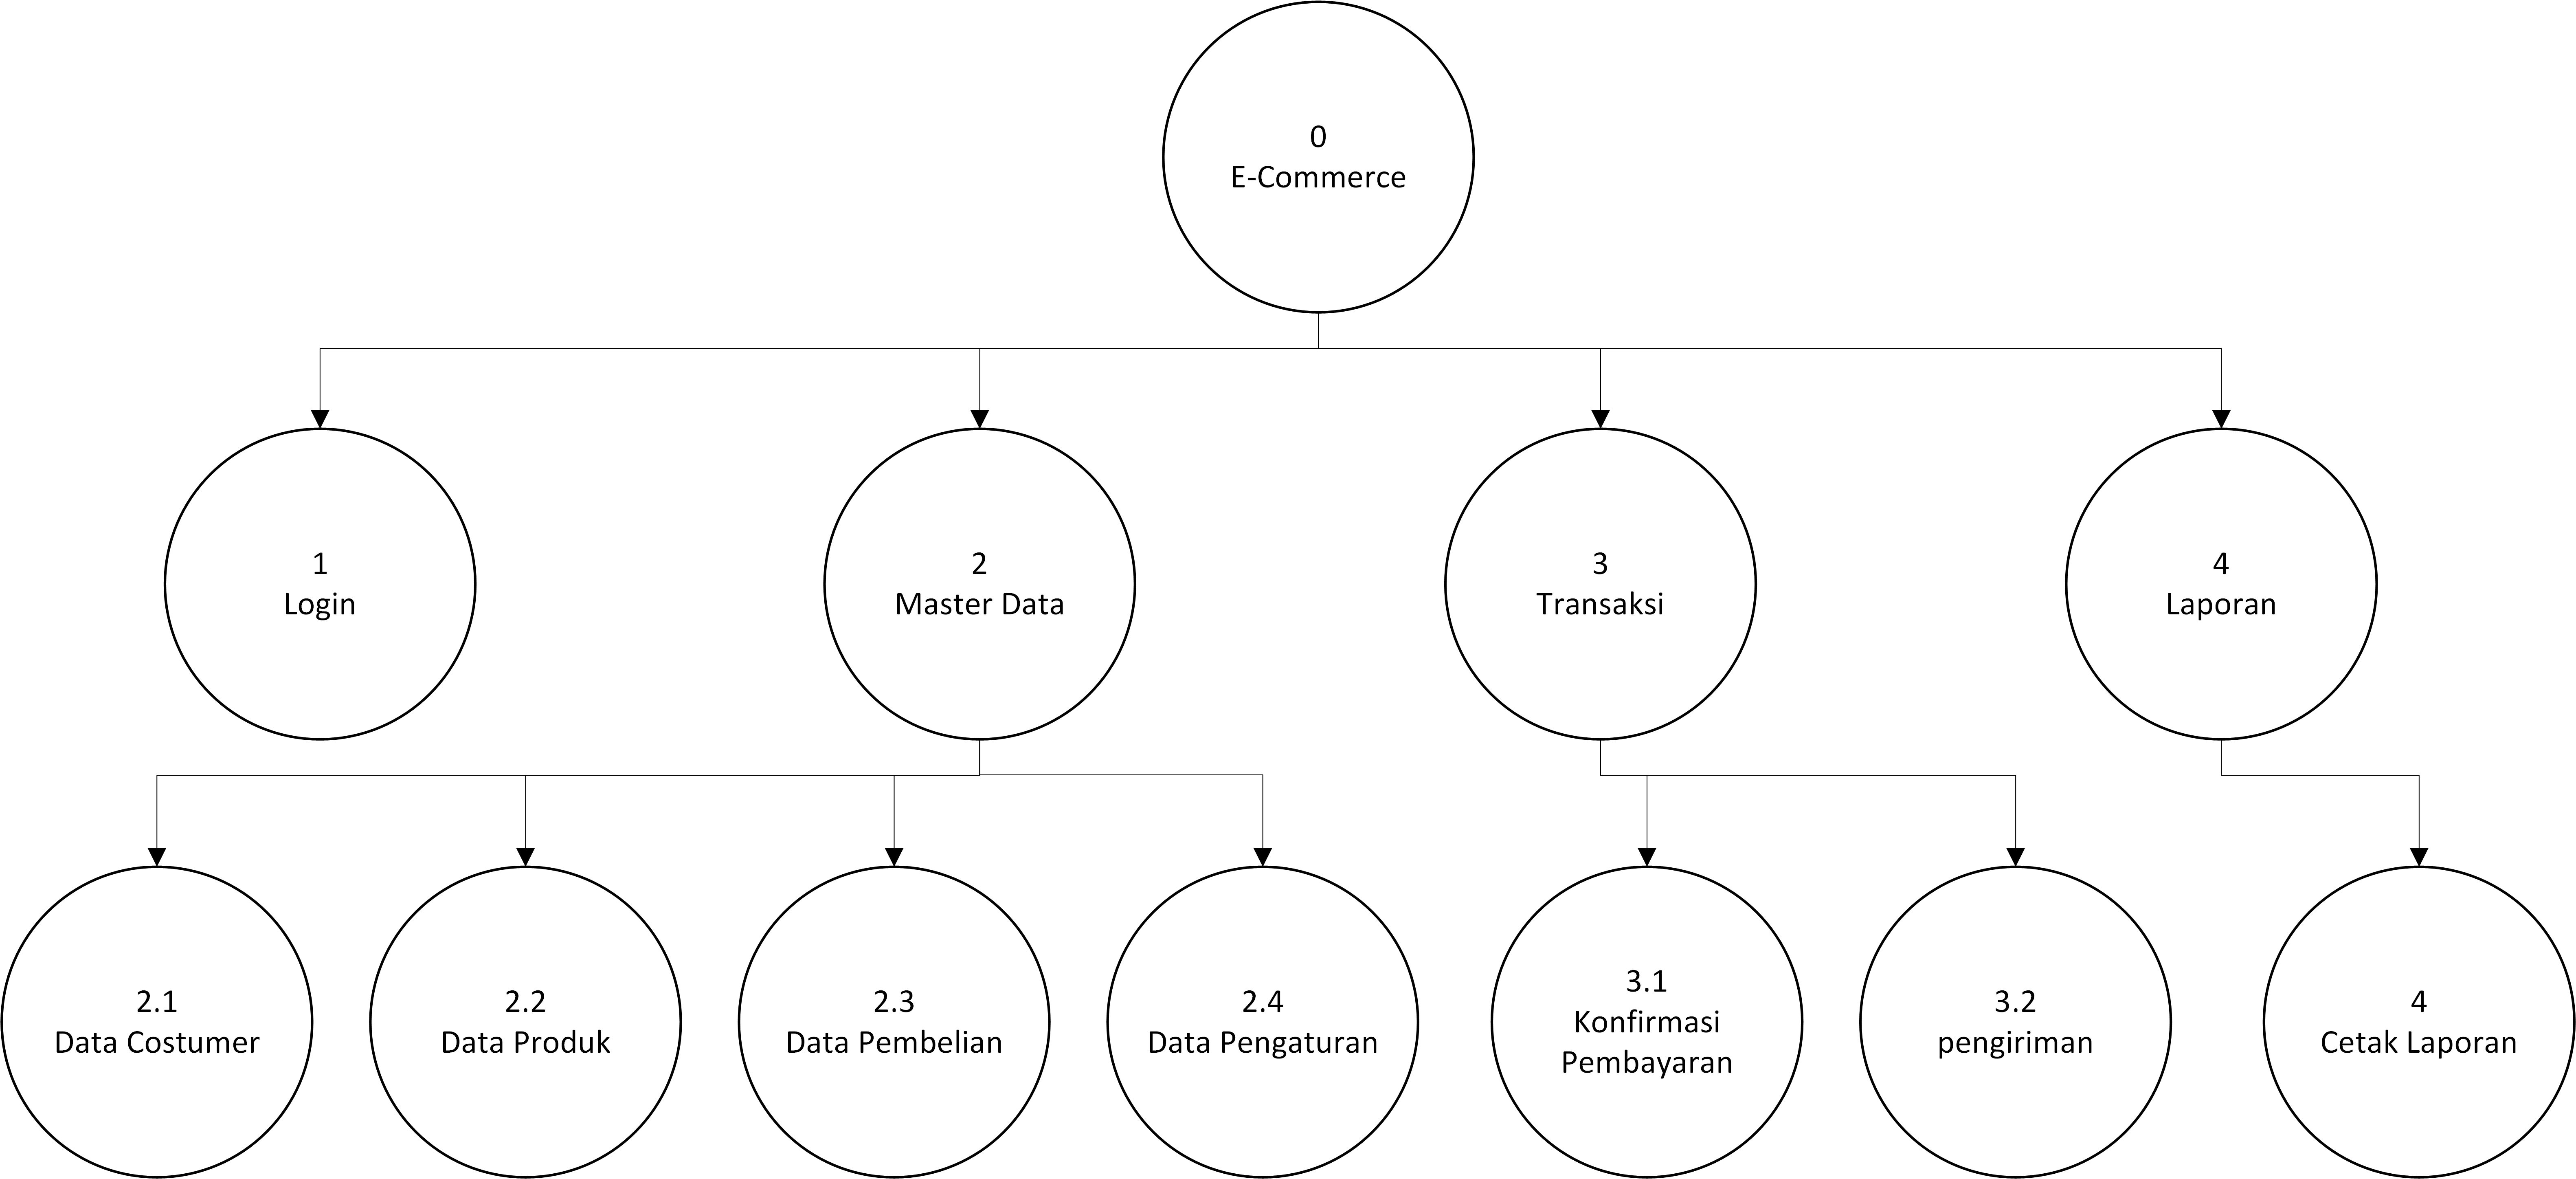 0
E-Commerce
1
Login
2
Master Data
3
Transaksi
4
Laporan
2.1
Data Costumer
2.2
Data Produk
2.3
Data Pembelian
2.4
Data Pengaturan
3.1
Konfirmasi
Pembayaran
3.2
pengiriman
4
Cetak Laporan